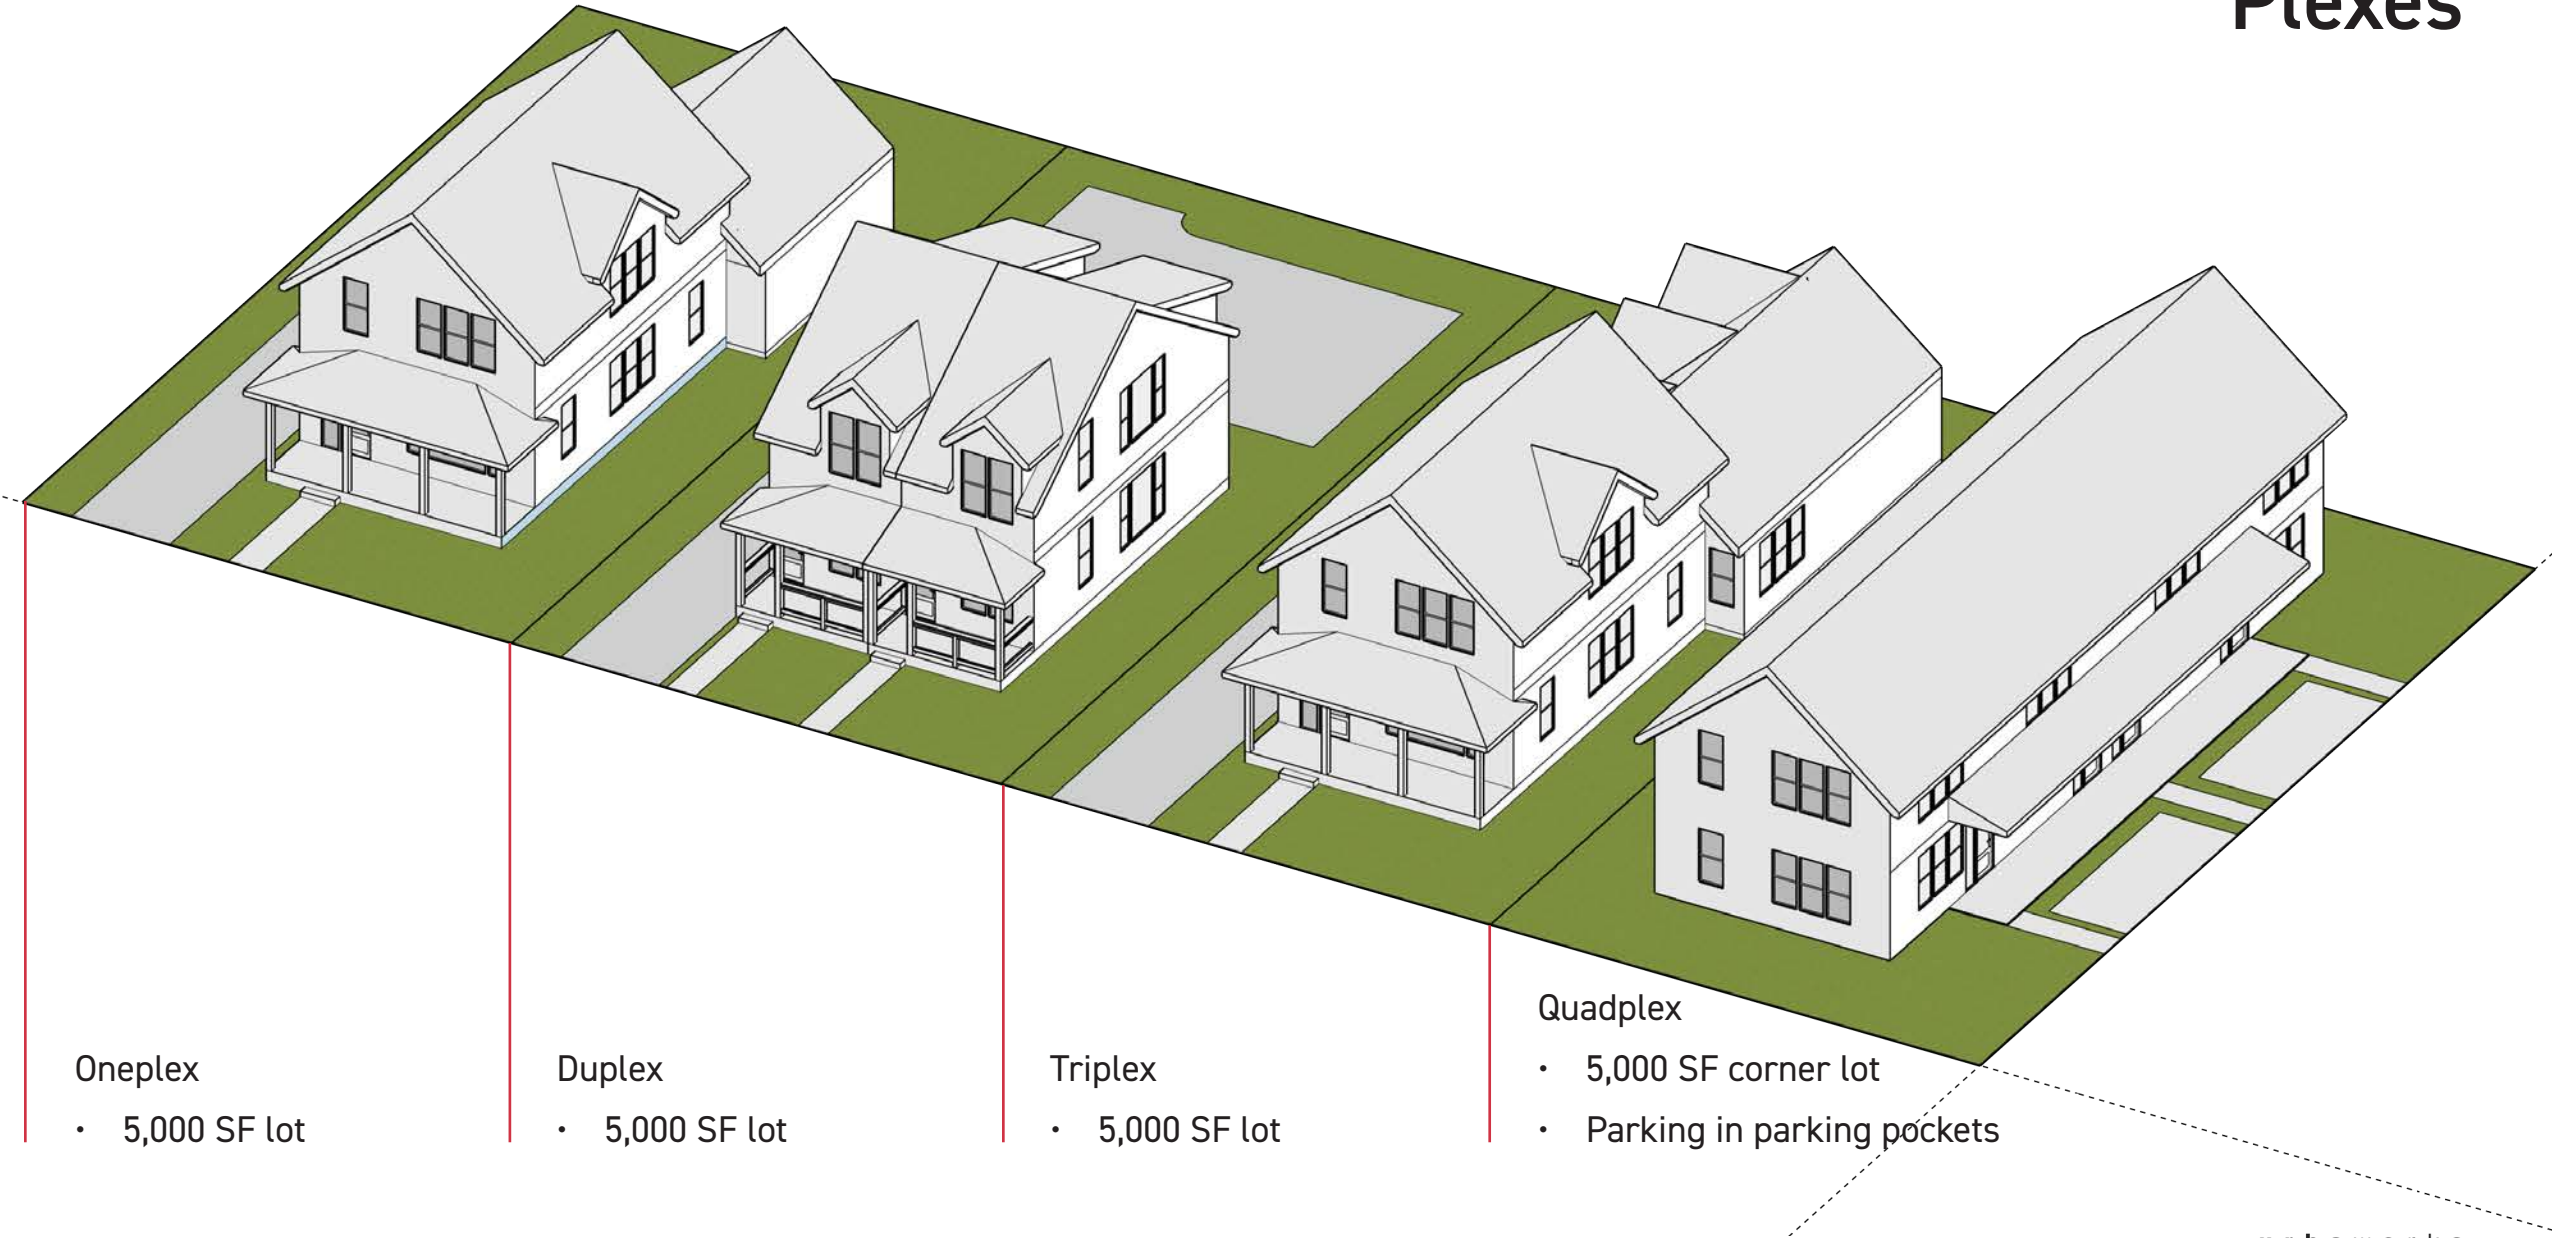 Plexes
Oneplex
• 5,000 SF lot
Duplex
• 5,000 SF lot
Triplex
• 5,000 SF lot
Quadplex
• 5,000 SF corner lot
• Parking in parking pockets